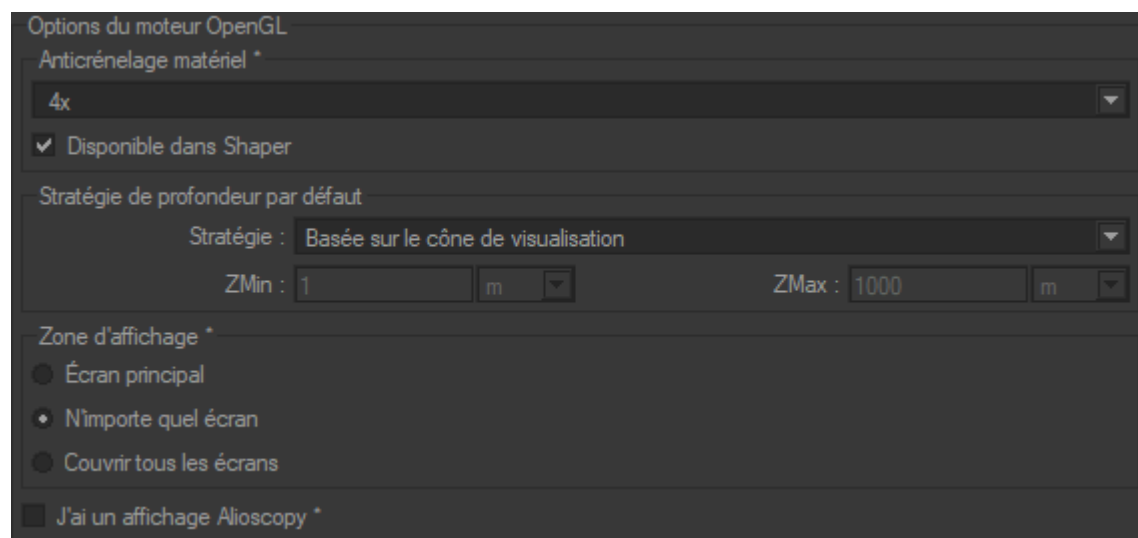 Options du moteur OpenGL
Anticrénelage matériel *
4x
Disponible dans Shaper
Stratégie de profondeur par défaut
Stratégie : Basée sur le cône de visualisation
ZMin : 1 m ZMax : 1000 m
Zone d'affichage *
Écran principal
N'importe quel écran
Couvrir tous les écrans
J'ai un affichage Alioscopy *